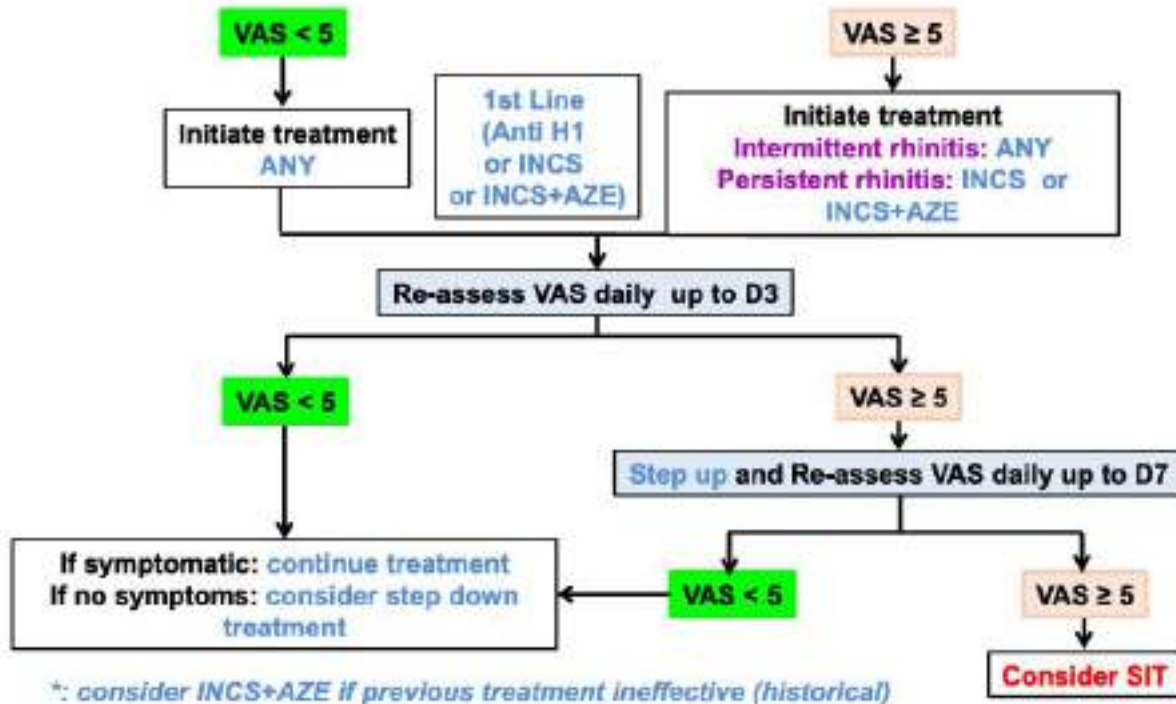 VAS < 5
VAS ≥ 5
Initiate treatment
ANY
1st Line
(Anti H1
or INCS
or INCS+AZE)
Initiate treatment
Intermittent rhinitis: ANY
Persistent rhinitis: INCS or
INCS+AZE
Re-assess VAS daily up to D3
VAS < 5
VAS ≥ 5
Step up and Re-assess VAS daily up to D7
If symptomatic: continue treatment
If no symptoms: consider step down
treatment
VAS < 5
VAS ≥ 5
Consider SIT
*: consider INCS+AZE if previous treatment ineffective (historical)